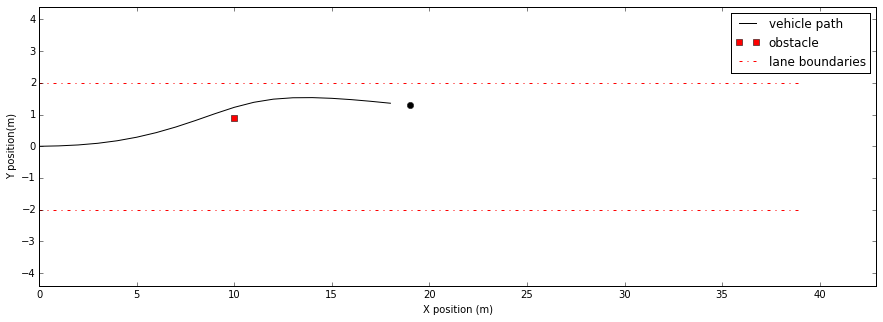 vehicle path
obstacle
lane boundaries
4
3
2
1
0
−1
−2
−3
−4
Y position(m)
0 5 10 15 20 25 30 35 40
X position (m)